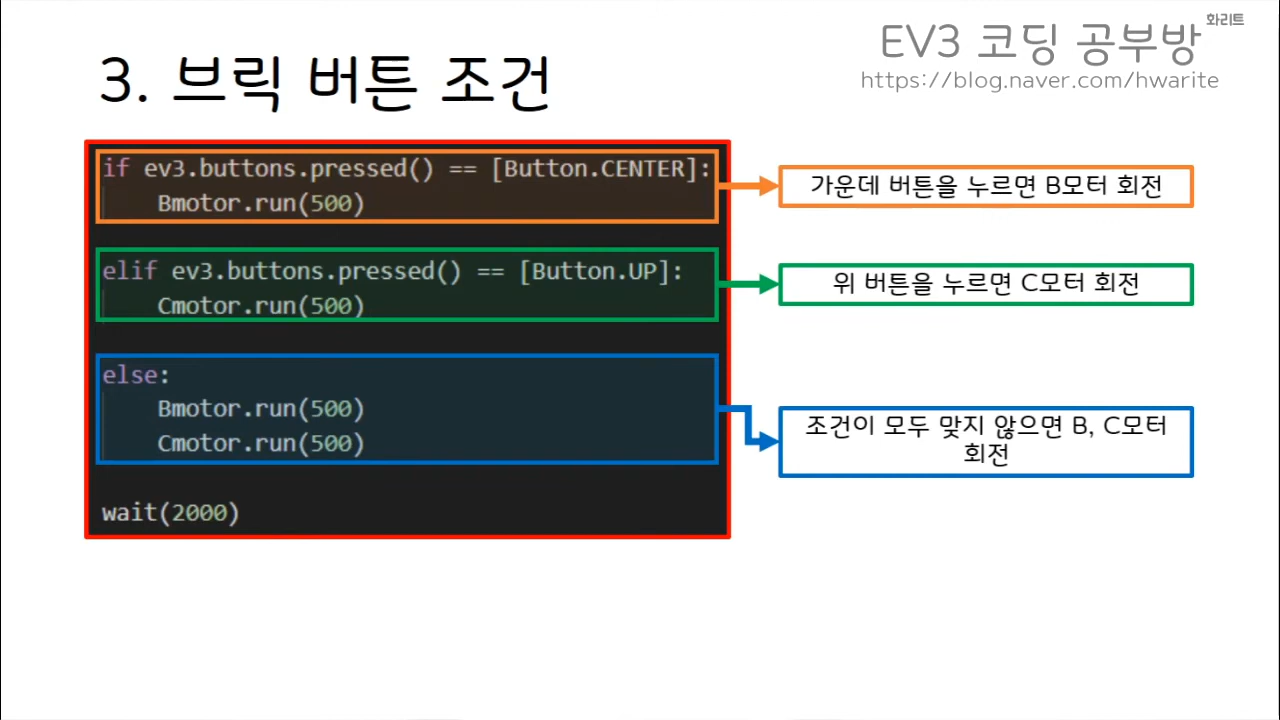 화리트
EV3 코딩 공부방
https://blog.naver.com/hwarite
3. 브릭 버튼 조건
if ev3.buttons.pressed() == [Button.CENTER]:
Bmotor.run(500)
가운데 버튼을 누르면 B모터 회전
elif ev3.buttons.pressed() == [Button.UP]:
Cmotor.run(500)
위 버튼을 누르면 C모터 회전
else:
Bmotor.run(500)
Cmotor.run(500)
조건이 모두 맞지 않으면 B, C모터
회전
wait(2000)